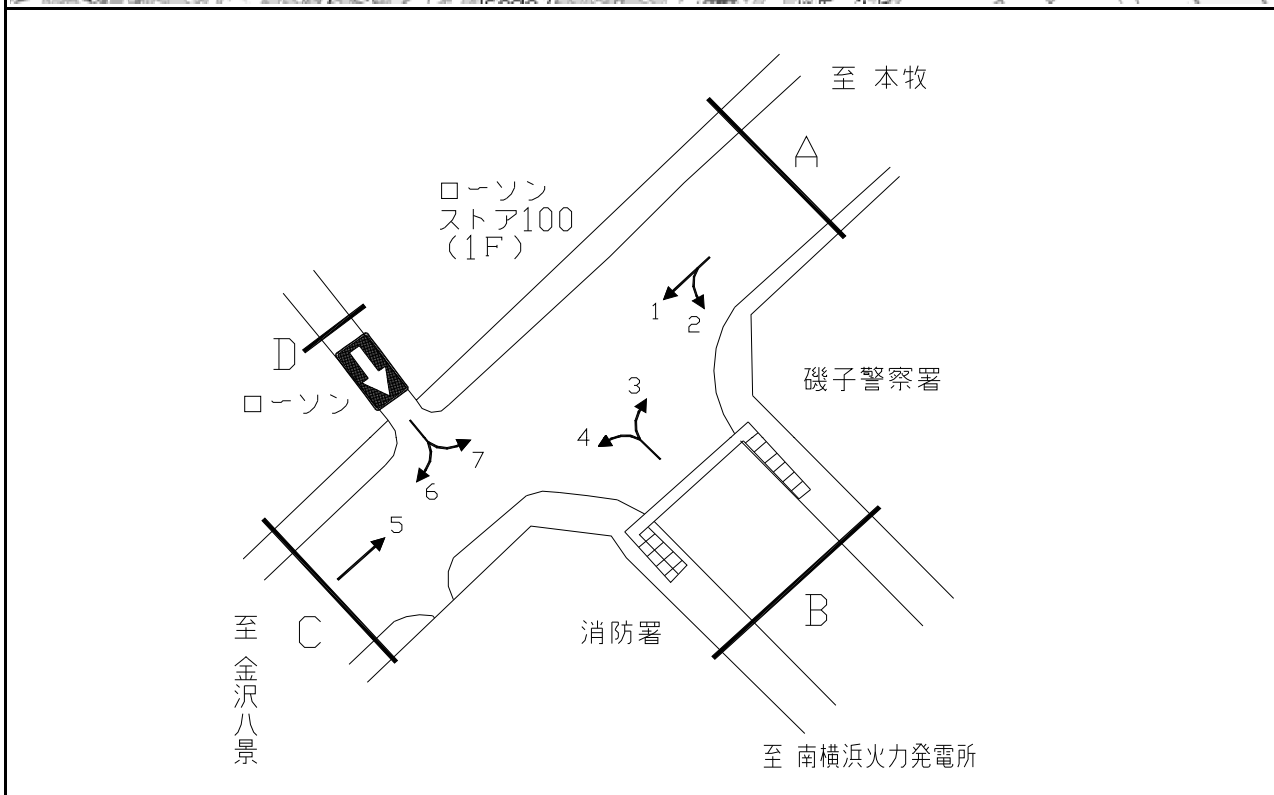 至 本牧
A
ローソン
ストア100
(1F)
1
2
D
磯子警察署
3
ローソン
4
7
6
5
B
至 金沢八景
C
消防署
至 南横浜火力発電所